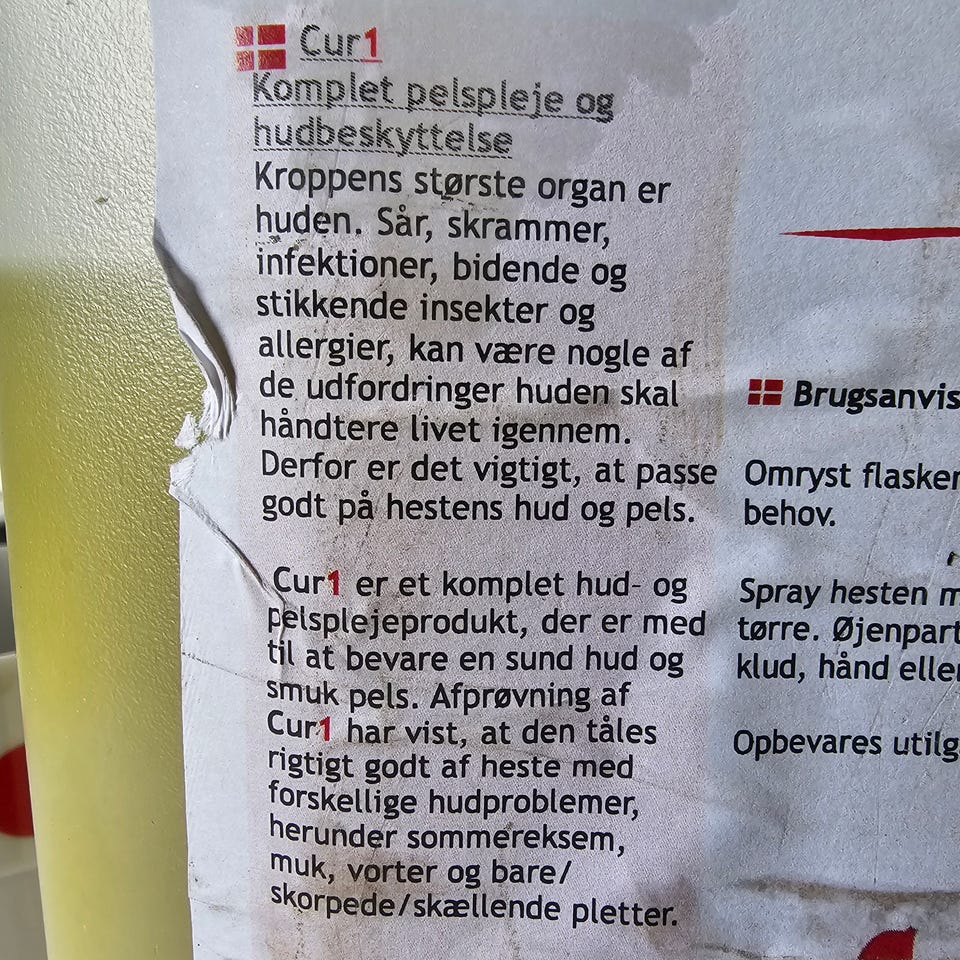 Cur1
Komplet pelspleje og
hudbeskyttelse
Kroppens største organ er
huden. Sår, skrammer,
infektioner, bidende og
stikkende insekter og
allergier, kan være nogle af
de udfordringer huden skal
håndtere livet igennem.
Derfor er det vigtigt, at passe
godt på hestens hud og pels.
Cur1 er et komplet hud- og
pelsplejeprodukt, der er med
til at bevare en sund hud og
smuk pels. Afprøvning af
Cur1 har vist, at den tåles
rigtigt godt af heste med
forskellige hudproblemer,
herunder sommereksem,
muk, vorter og bare/
skorpede/skællende pletter.
Brugsanvis
Omryst flasken
behov.
Spray hesten m
tørre. Øjenpart
klud, hånd eller
Opbevares utilg